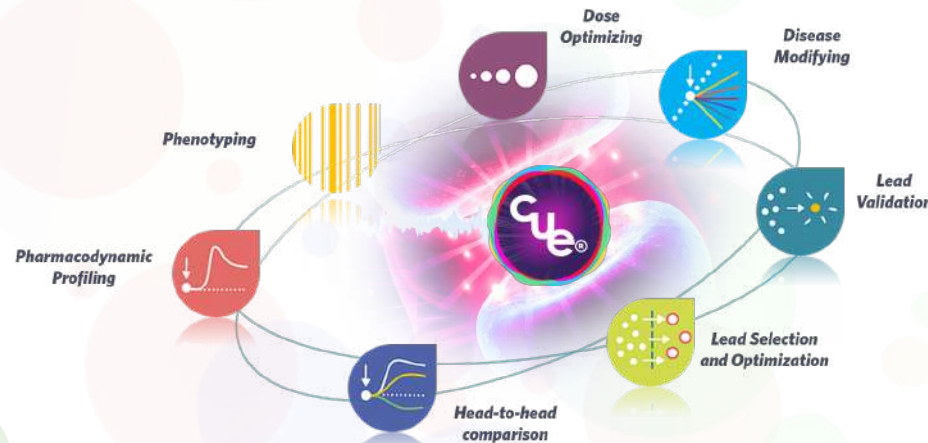 Dose
Optimizing
Disease
Modifying
Phenotyping
Lead
Validation
Pharmacodynamic
Profiling
cue®
Lead Selection
and Optimization
Head-to-head
comparison